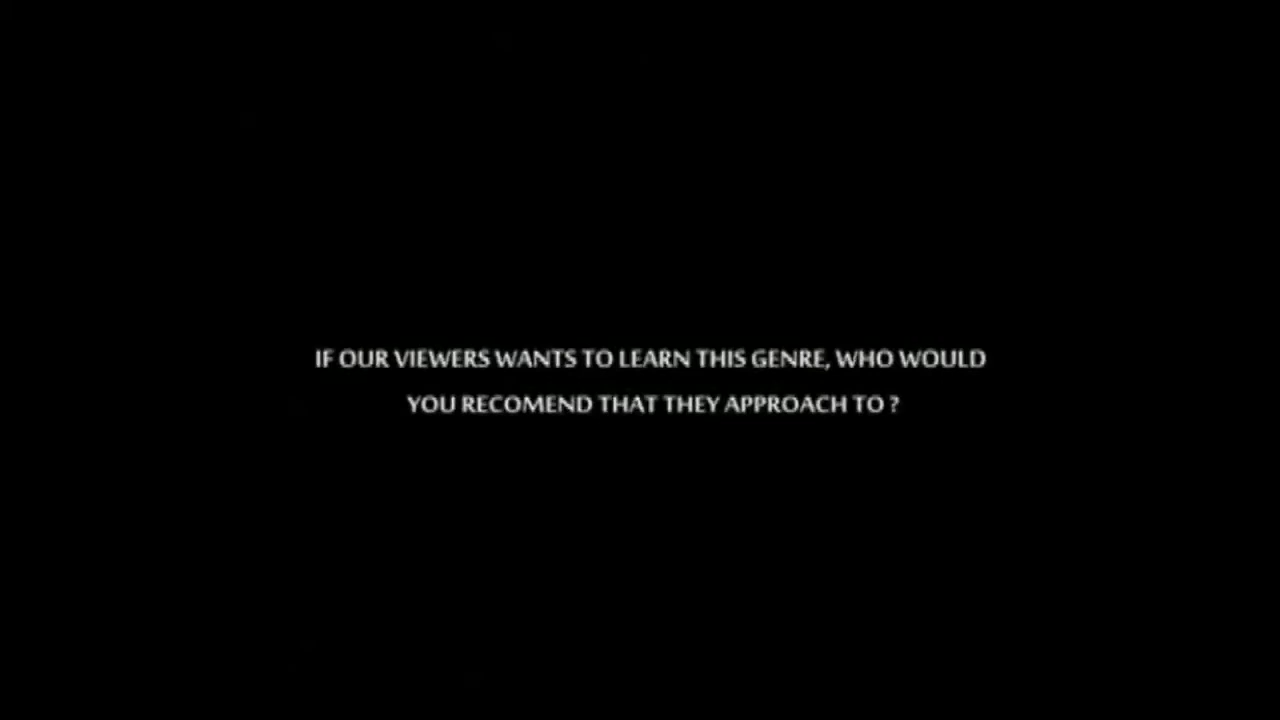 IF OUR VIEWERS WANTS TO LEARN THIS GENRE, WHO WOULD
YOU RECOMEND THAT THEY APPROACH TO ?